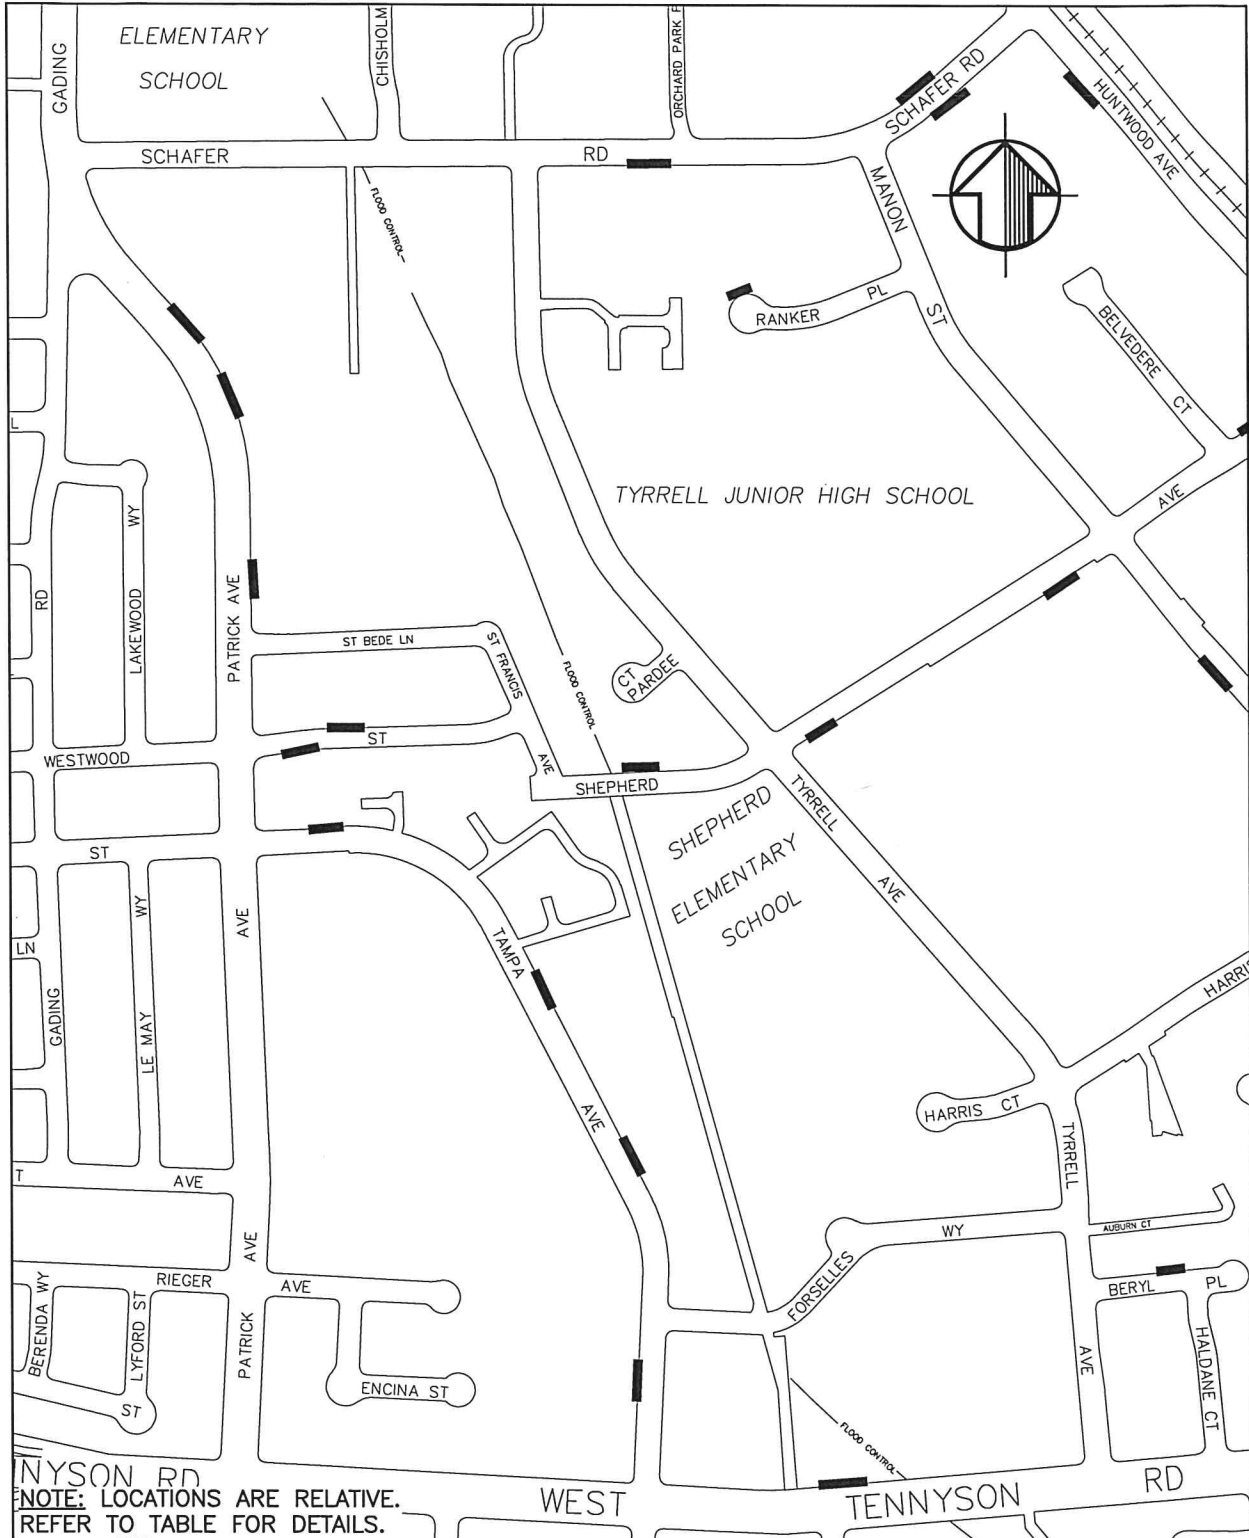 ELEMENTARY
SCHOOL
GADING
CHISHOLM
ORCHARD PARK
SCHAFER RD
HUNTWOOD AVE
SCHAFER
RD
FLOOD CONTROL
MANON
ST
RANKER
PL
BELVEDERE
CT
TYRRELL JUNIOR HIGH SCHOOL
AVE
L
WY
LAKEWOOD
RD
PATRICK AVE
ST BEDE LN
ST FRANCIS
AVE
FLOOD CONTROL
CT
PARDEE
ST
WESTWOOD
SHEPHERD
TYRRELL
AVE
SHEPHERD
ELEMENTARY
SCHOOL
ST
WY
AVE
LN
TAMPA
AVE
GADING
LE MAY
HARRIS
HARRIS CT
TYRRELL
T
AVE
WY
AUBURN CT
AVE
RIEGER
AVE
FORSELLES
BERYL
PL
BERENDA WY
LYFORD ST
PATRICK
ENCINA ST
AVE
HALDANE CT
ST
FLOOD CONTROL
NYSON RD
WEST
TENNYSON
RD
NOTE: LOCATIONS ARE RELATIVE.
REFER TO TABLE FOR DETAILS.